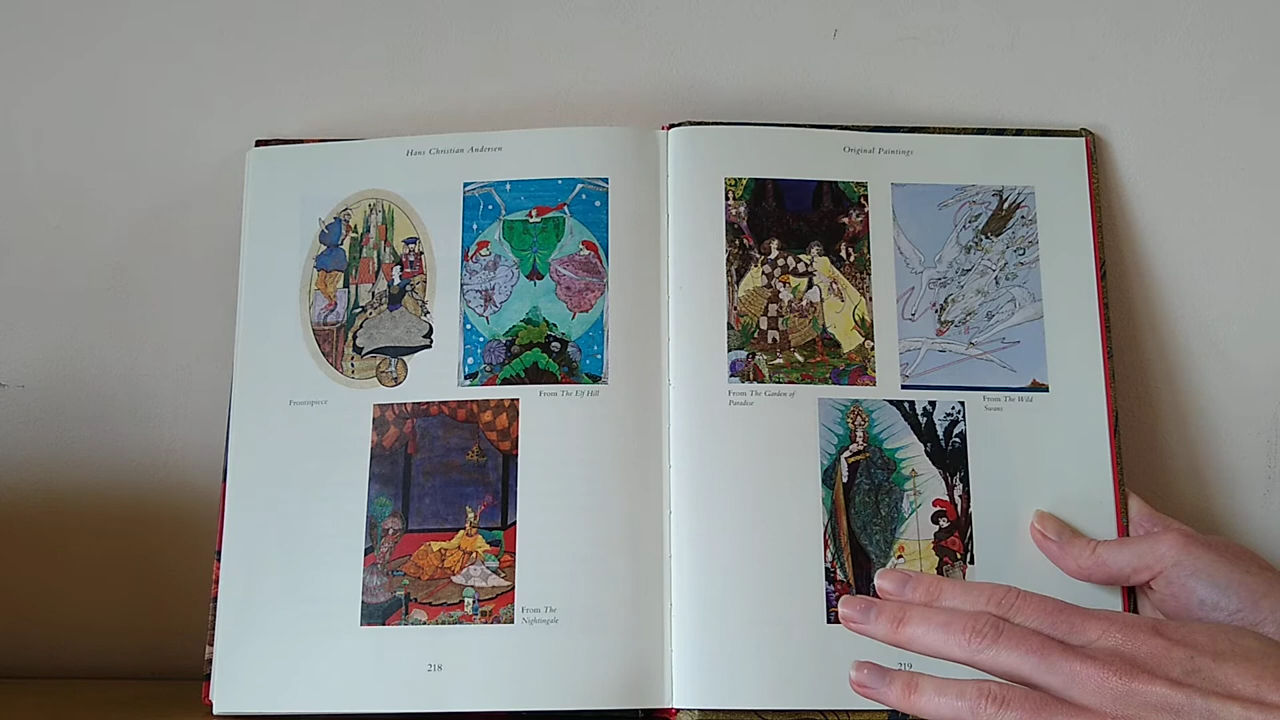 Hans Christian Andersen
Frontispiece
From The Elf Hill
From The
Nightingale
218
Original Paintings
From The Garden of
Paradise
From The Wild
Swans
219